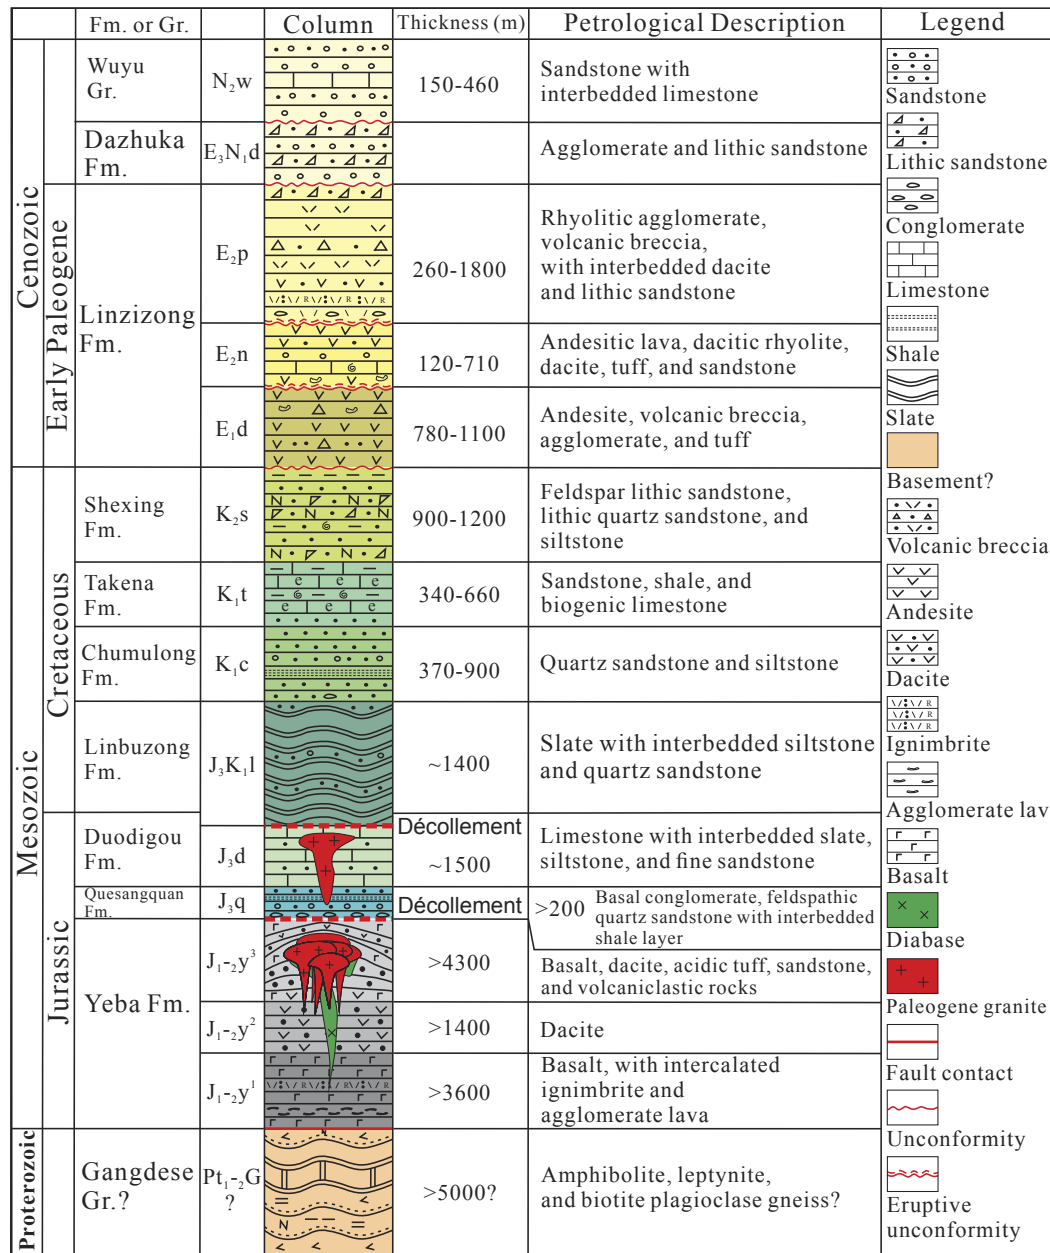 Fm. or Gr. Column Thickness (m) Petrological Description Legend
Cenozoic
Early Paleogene
Mesozoic
Cretaceous
Jurassic
Proterozoic
Wuyu
Gr.
N₂w
150-460
Sandstone with
interbedded limestone
Dazhuka
Fm.
E₃N₁d
Agglomerate and lithic sandstone
Linzizong
Fm.
E₂p
260-1800
Rhyolitic agglomerate,
volcanic breccia,
with interbedded dacite
and lithic sandstone
E₂n
120-710
Andesitic lava, dacitic rhyolite,
dacite, tuff, and sandstone
E₁d
780-1100
Andesite, volcanic breccia,
agglomerate, and tuff
Shexing
Fm.
K₂s
900-1200
Feldspar lithic sandstone,
lithic quartz sandstone, and
siltstone
Takena
Fm.
K₁t
340-660
Sandstone, shale, and
biogenic limestone
Chumulong
Fm.
K₁c
370-900
Quartz sandstone and siltstone
Linbuzong
Fm.
J₃K₁l
~1400
Slate with interbedded siltstone
and quartz sandstone
Duodigou
Fm.
J₃d
Décollement
~1500
Limestone with interbedded slate,
siltstone, and fine sandstone
Quesangquan
Fm.
J₃q
Décollement
>200 Basal conglomerate, feldspathic
quartz sandstone with interbedded
shale layer
Yeba Fm.
J₁-₂y³
>4300
Basalt, dacite, acidic tuff, sandstone,
and volcaniclastic rocks
J₁-₂y²
>1400
Dacite
J₁-₂y¹
>3600
Basalt, with intercalated
ignimbrite and
agglomerate lava
Gangdese
Gr.?
Pt₁-₂G
?
>5000?
Amphibolite, leptynite,
and biotite plagioclase gneiss?
Sandstone
Lithic sandstone
Conglomerate
Limestone
Shale
Slate
Basement?
Volcanic breccia
Andesite
Dacite
Ignimbrite
Agglomerate lav
Basalt
Diabase
Paleogene granite
Fault contact
Unconformity
Eruptive
unconformity